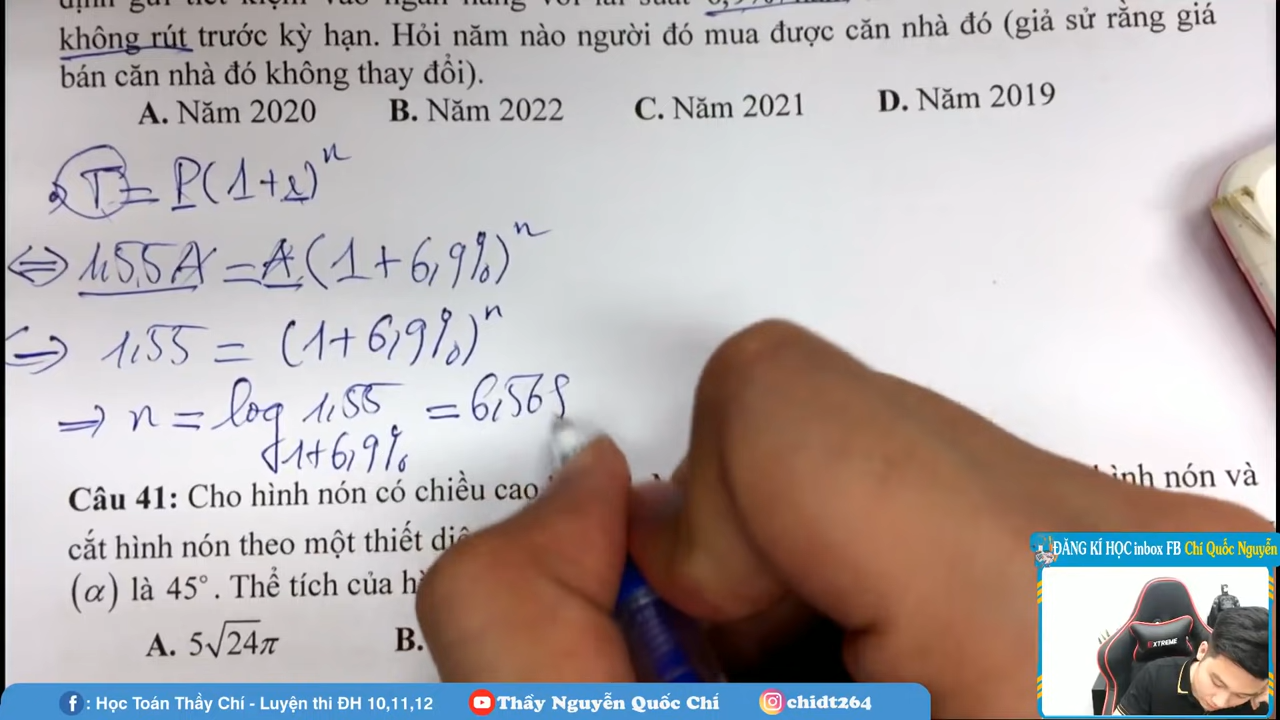 không rút trước kỳ hạn. Hỏi năm nào người đó mua được căn nhà đó (giả sử rằng giá
bán căn nhà đó không thay đổi).
A. Năm 2020 B. Năm 2022 C. Năm 2021 D. Năm 2019
T = P(1+r)^n
⇔ 1,55A = A.(1+6,9%)^n
⇔ 1,55 = (1+6,9%)^n
⇒ n = log_{1+6,9%} 1,55 = 6,56
Câu 41: Cho hình nón có chiều cao hình nón và
cắt hình nón theo một thiết
(α) là 45°. Thể tích của
A. 5√24π B.
ĐĂNG KÍ HỌC inbox FB Chí Quốc Nguyễn
EXTREME
: Học Toán Thầy Chí - Luyện thi ĐH 10,11,12 Thầy Nguyễn Quốc Chí chidt264